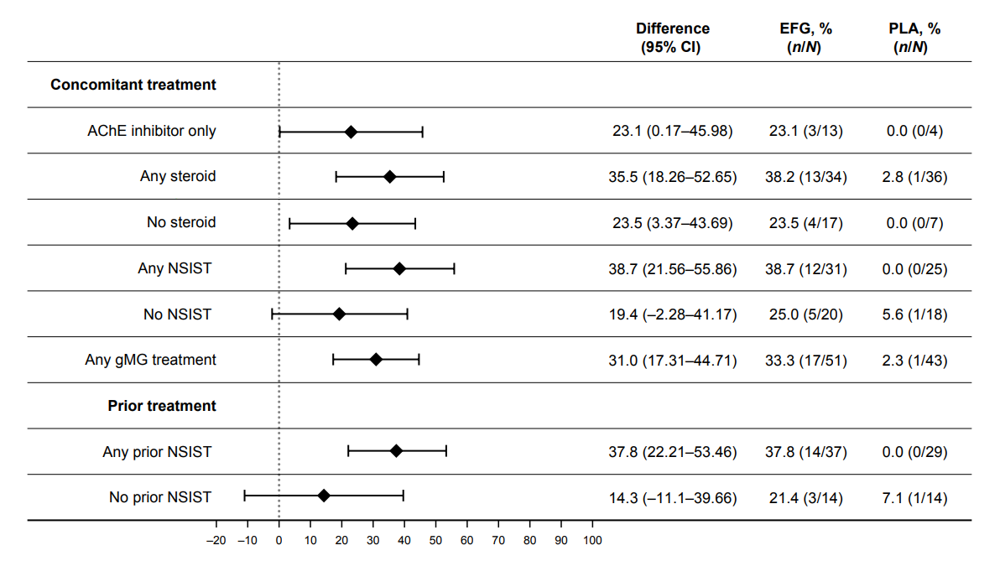 Difference EFG, % PLA, %
(95% CI) (n/N) (n/N)
Concomitant treatment
AChE inhibitor only 23.1 (0.17–45.98) 23.1 (3/13) 0.0 (0/4)
Any steroid 35.5 (18.26–52.65) 38.2 (13/34) 2.8 (1/36)
No steroid 23.5 (3.37–43.69) 23.5 (4/17) 0.0 (0/7)
Any NSIST 38.7 (21.56–55.86) 38.7 (12/31) 0.0 (0/25)
No NSIST 19.4 (–2.28–41.17) 25.0 (5/20) 5.6 (1/18)
Any gMG treatment 31.0 (17.31–44.71) 33.3 (17/51) 2.3 (1/43)
Prior treatment
Any prior NSIST 37.8 (22.21–53.46) 37.8 (14/37) 0.0 (0/29)
No prior NSIST 14.3 (–11.1–39.66) 21.4 (3/14) 7.1 (1/14)
–20 –10 0 10 20 30 40 50 60 70 80 90 100